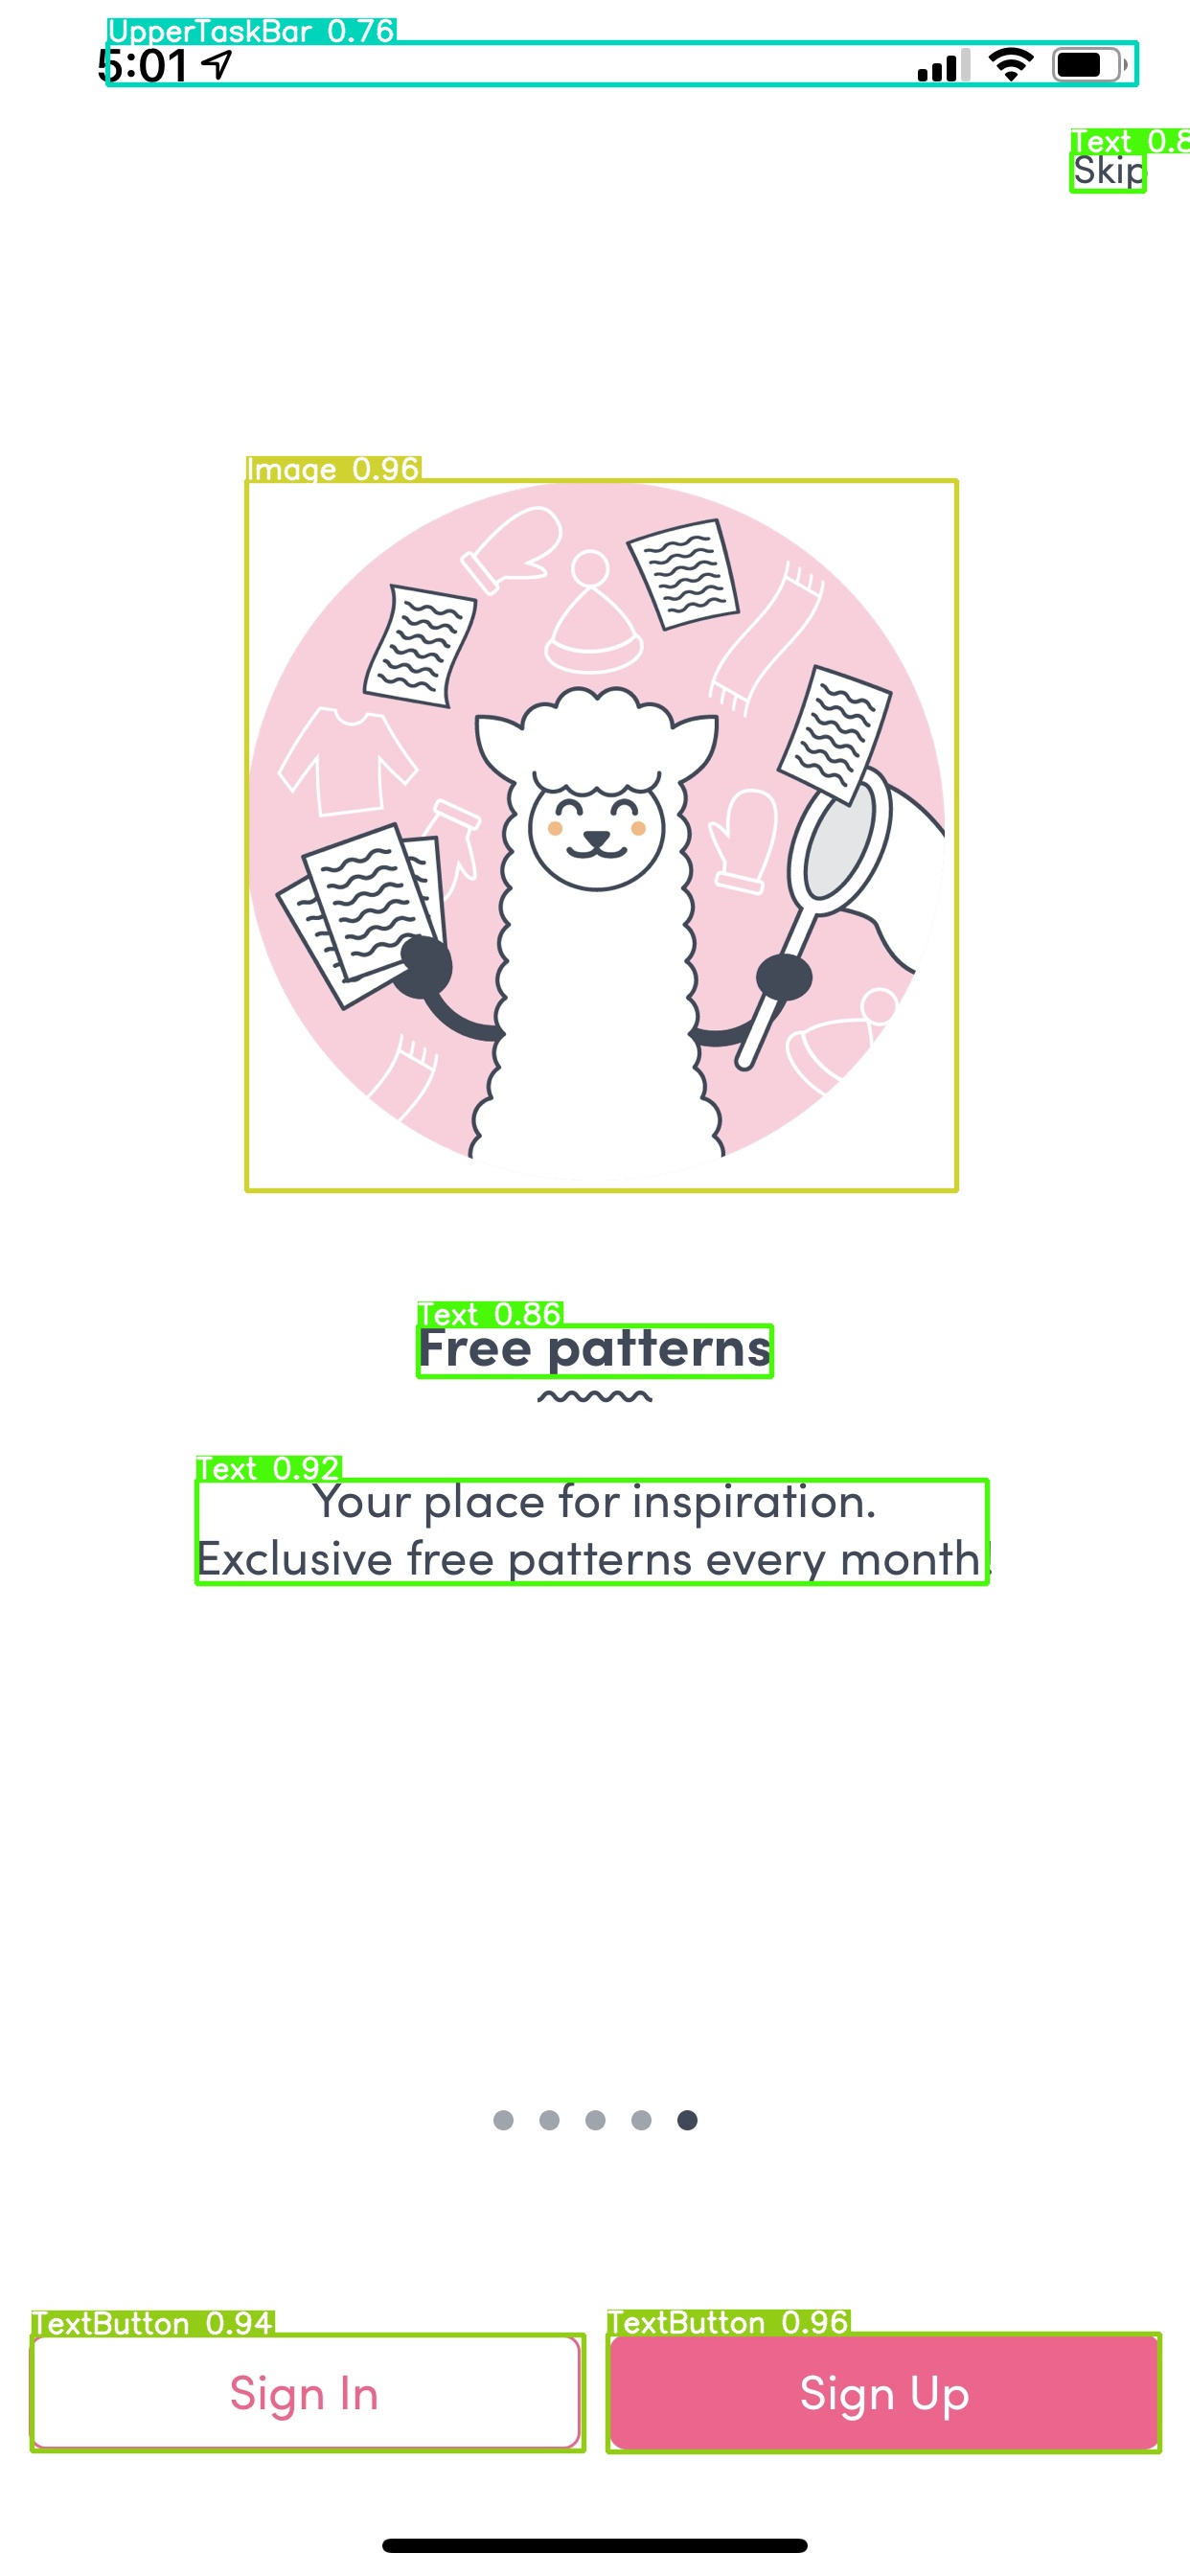 UpperTaskBar 0.76
5:01
Text 0.8
Skip
Image 0.96
Text 0.86
Free patterns
Text 0.92
Your place for inspiration.
Exclusive free patterns every month!
TextButton 0.94
TextButton 0.96
Sign In
Sign Up